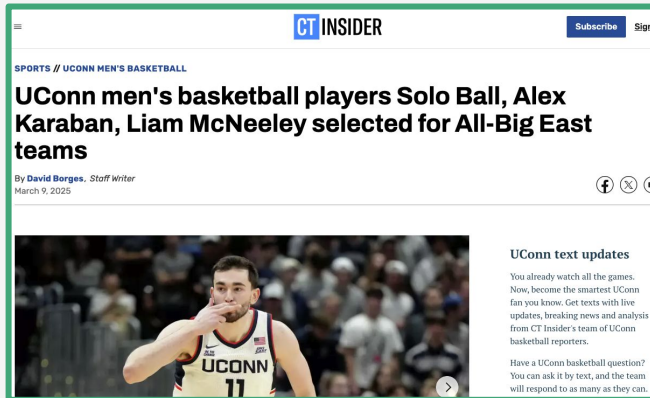 CT INSIDER
Subscribe
SPORTS // UCONN MEN'S BASKETBALL
UConn men's basketball players Solo Ball, Alex
Karaban, Liam McNeeley selected for All-Big East
teams
By David Borges, Staff Writer
March 9, 2025
UConn text updates
You already watch all the games.
Now, become the smartest UConn
fan you know. Get texts with live
updates, breaking news and analysis
from CT Insider's team of UConn
basketball reporters.
Have a UConn basketball question?
You can ask it by text, and the team
will respond to as many as they can.
UCONN
11